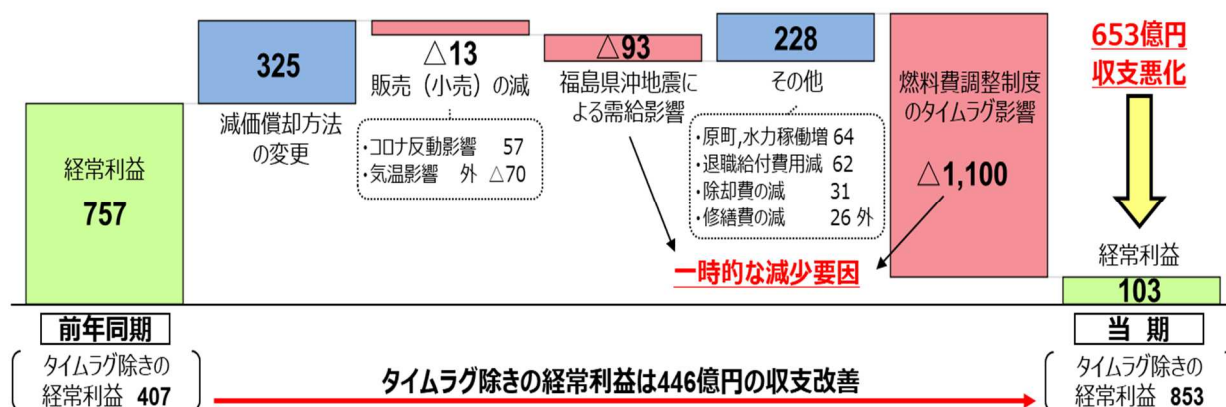 経常利益
757
325
減価償却方法
の変更
△13
販売（小売）の減
・コロナ反動影響 57
・気温影響 外 △70
△93
福島県沖地震に
よる需給影響
228
その他
・原町,水力稼働増 64
・退職給付費用減 62
・除却費の減 31
・修繕費の減 26 外
燃料費調整制度
のタイムラグ影響
△1,100
一時的な減少要因
653億円
収支悪化
経常利益
103
前年同期
タイムラグ除きの
経常利益 407
タイムラグ除きの経常利益は446億円の収支改善
当 期
タイムラグ除きの
経常利益 853